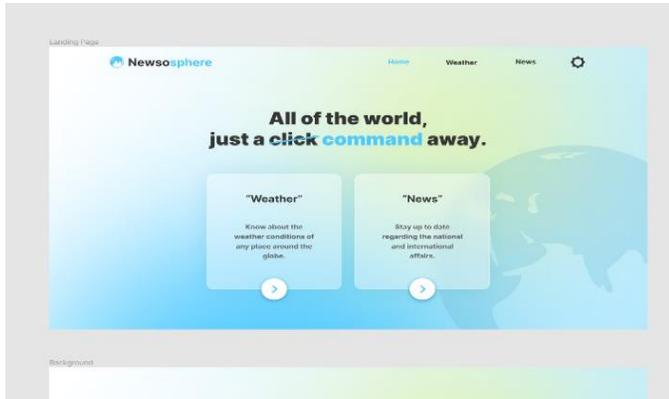 Landing Page
Newsosphere
Home Weather News
All of the world,
just a click command away.
"Weather"
Know about the
weather conditions of
any place around the
globe.
"News"
Stay up to date
regarding the national
and international
affairs.
Background